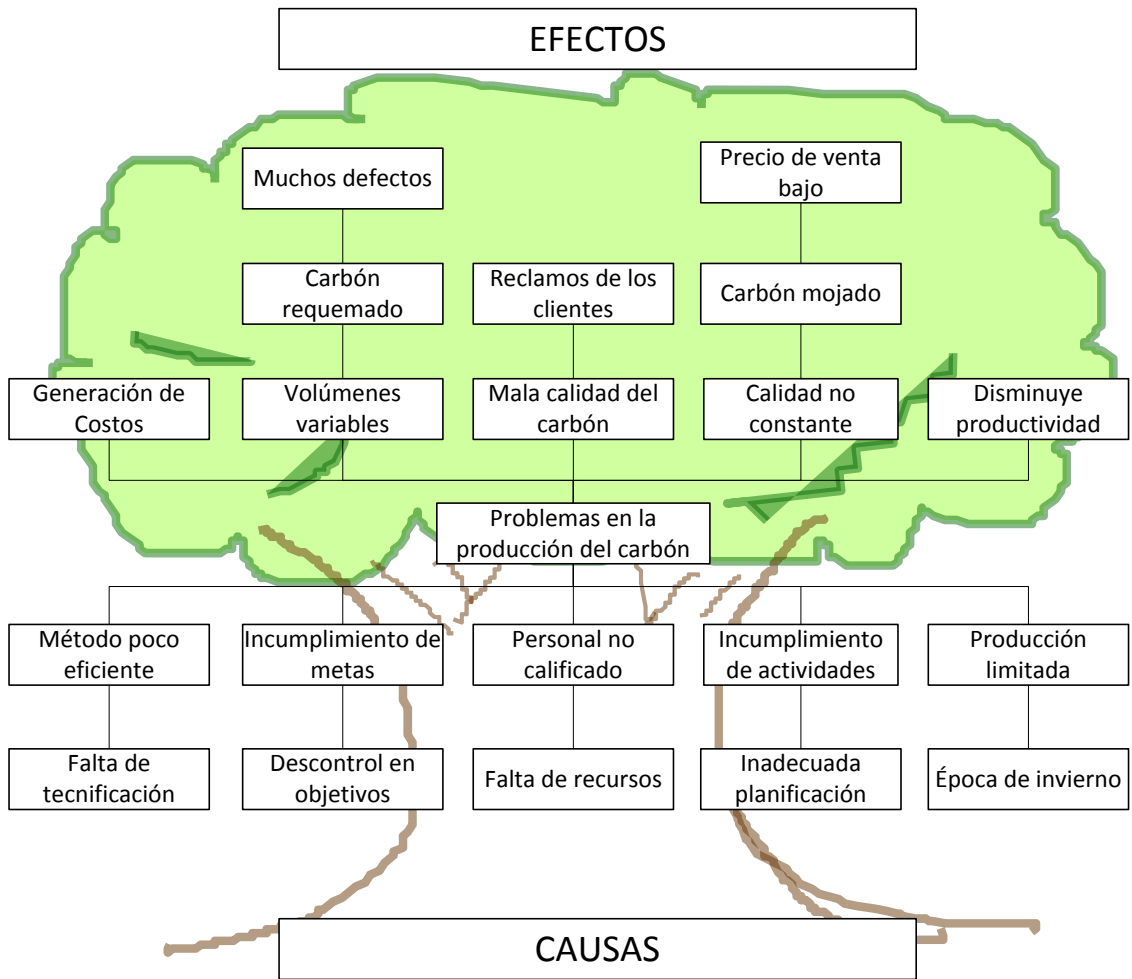 EFECTOS
Muchos defectos
Precio de venta
bajo
Carbón
requemado
Reclamos de los
clientes
Carbón mojado
Generación de
Costos
Volúmenes
variables
Mala calidad del
carbón
Calidad no
constante
Disminuye
productividad
Problemas en la
producción del carbón
Método poco
eficiente
Incumplimiento de
metas
Personal no
calificado
Incumplimiento
de actividades
Producción
limitada
Falta de
tecnificación
Descontrol en
objetivos
Falta de recursos
Inadecuada
planificación
Época de invierno
CAUSAS